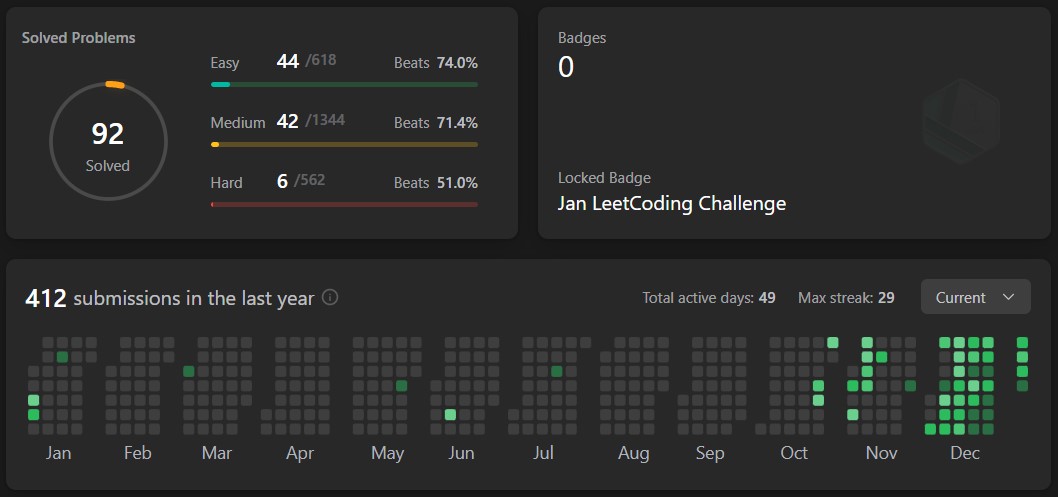 Solved Problems
92
Solved
Easy 44 /618 Beats 74.0%
Medium 42 /1344 Beats 71.4%
Hard 6 /562 Beats 51.0%
Badges
0
Locked Badge
Jan LeetCoding Challenge
412 submissions in the last year
Total active days: 49 Max streak: 29 Current
Jan Feb Mar Apr May Jun Jul Aug Sep Oct Nov Dec